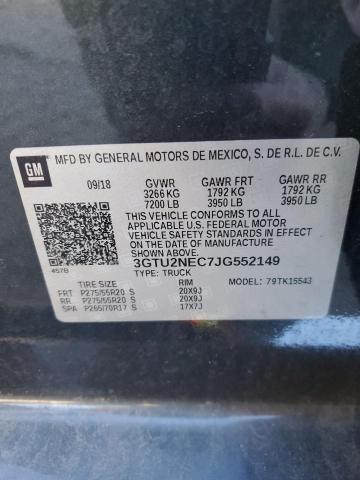 GM
MFD BY GENERAL MOTORS DE MEXICO, S. DE R.L. DE C.V.
09/18 GVWR GAWR FRT GAWR RR
3266 KG 1792 KG 1792 KG
7200 LB 3950 LB 3950 LB
THIS VEHICLE CONFORMS TO ALL
APPLICABLE U.S. FEDERAL MOTOR
VEHICLE SAFETY STANDARDS IN
EFFECT ON THE DATE OF
MANUFACTURE SHOWN ABOVE.
457B
3GTU2NEC7JG552149
TYPE: TRUCK 79TK15543
TIRE SIZE RIM
FRT P275/55R20 S 20X9J
RR P275/55R20 S 20X9J
SPA P265/70R17 S 17X7J